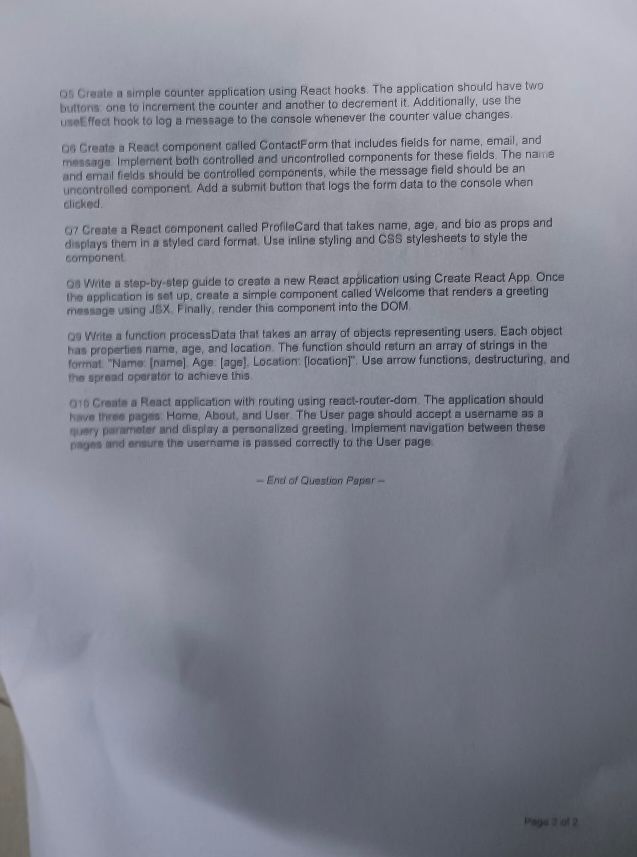 Q5 Create a simple counter application using React hooks. The application should have two
buttons: one to increment the counter and another to decrement it. Additionally, use the
useEffect hook to log a message to the console whenever the counter value changes.
Q6 Create a React component called ContactForm that includes fields for name, email, and
message. Implement both controlled and uncontrolled components for these fields. The name
and email fields should be controlled components, while the message field should be an
uncontrolled component. Add a submit button that logs the form data to the console when
clicked.
Q7 Create a React component called ProfileCard that takes name, age, and bio as props and
displays them in a styled card format. Use inline styling and CSS stylesheets to style the
component.
Q8 Write a step-by-step guide to create a new React application using Create React App. Once
the application is set up, create a simple component called Welcome that renders a greeting
message using JSX. Finally, render this component into the DOM.
Q9 Write a function processData that takes an array of objects representing users. Each object
has properties name, age, and location. The function should return an array of strings in the
format: "Name: [name], Age: [age], Location: [location]". Use arrow functions, destructuring, and
the spread operator to achieve this.
Q10 Create a React application with routing using react-router-dom. The application should
have three pages: Home, About, and User. The User page should accept a username as a
query parameter and display a personalized greeting. Implement navigation between these
pages and ensure the username is passed correctly to the User page.
-- End of Question Paper --
Page 2 of 2